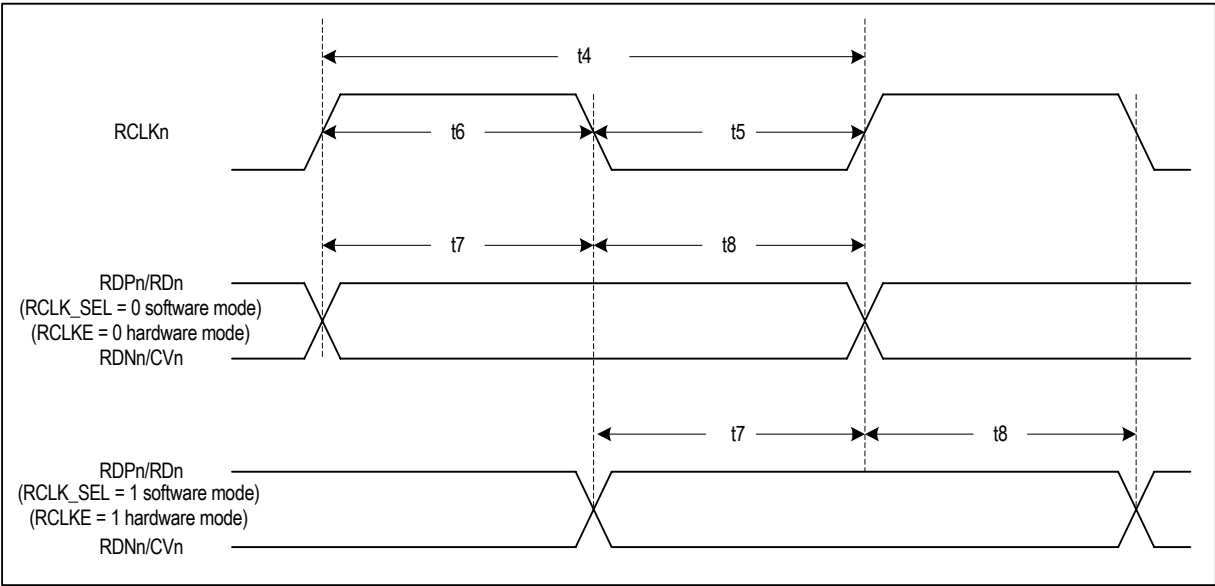 t4
RCLKn
t6
t5
t7
t8
RDPn/RDn
(RCLK_SEL = 0 software mode)
(RCLKE = 0 hardware mode)
RDNn/CVn
t7
t8
RDPn/RDn
(RCLK_SEL = 1 software mode)
(RCLKE = 1 hardware mode)
RDNn/CVn